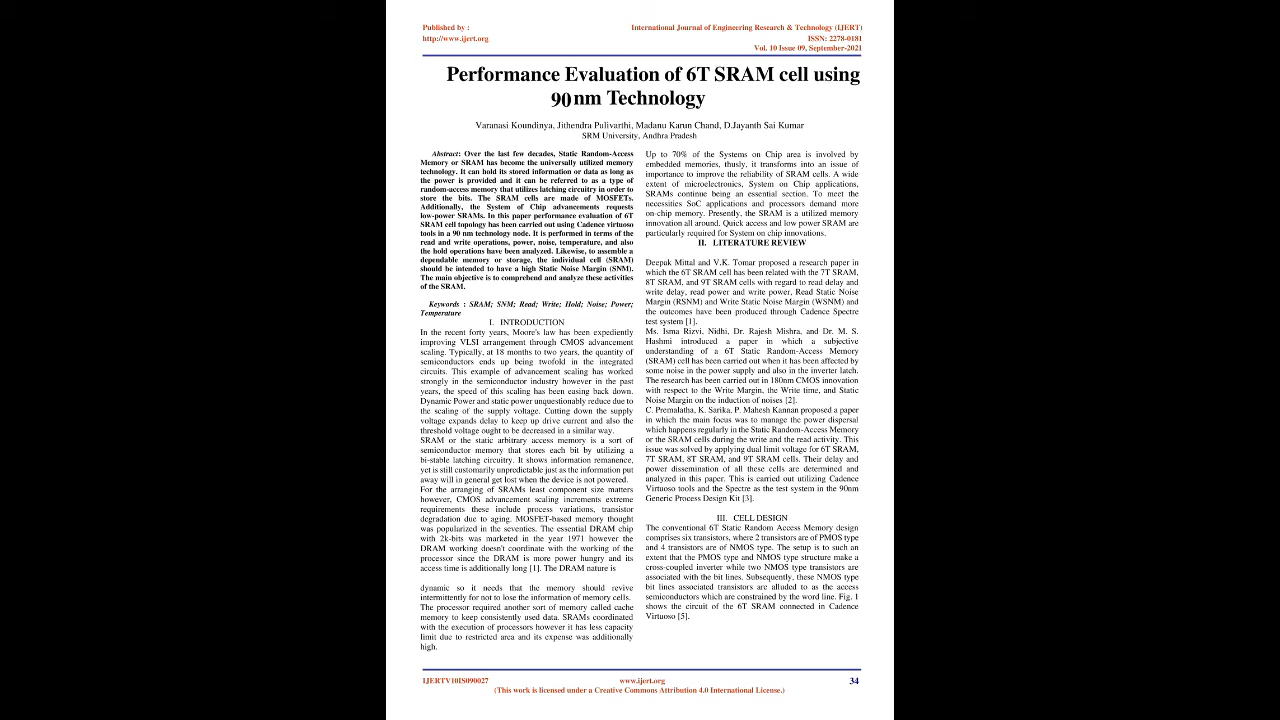 Published by :
http://www.ijert.org
International Journal of Engineering Research & Technology (IJERT)
ISSN: 2278-0181
Vol. 10 Issue 09, September-2021
Performance Evaluation of 6T SRAM cell using
90nm Technology
Varanasi Koundinya, Jithendra Pulivarthi, Madanu Karun Chand, D.Jayanth Sai Kumar
SRM University, Andhra Pradesh
Abstract: Over the last few decades, Static Random-Access
Memory or SRAM has become the universally utilized memory
technology. It can hold its stored information or data as long as
the power is provided and it can be referred to as a type of
random-access memory that utilizes latching circuitry in order to
store the bits. The SRAM cells are made of MOSFETs.
Additionally, the System of Chip advancements requests
low-power SRAMs. In this paper performance evaluation of 6T
SRAM cell topology has been carried out using Cadence virtuoso
tools in a 90 nm technology node. It is performed in terms of the
read and write operations, power, noise, temperature, and also
the hold operations have been analyzed. Likewise, to assemble a
dependable memory or storage, the individual cell (SRAM)
should be intended to have a high Static Noise Margin (SNM).
The main objective is to comprehend and analyze these activities
of the SRAM.
Keywords : SRAM; SNM; Read; Write; Hold; Noise; Power;
Temperature
I. INTRODUCTION
In the recent forty years, Moore's law has been expediently
improving VLSI arrangement through CMOS advancement
scaling. Typically, at 18 months to two years, the quantity of
semiconductors ends up being twofold in the integrated
circuits. This example of advancement scaling has worked
strongly in the semiconductor industry however in the past
years, the speed of this scaling has been easing back down.
Dynamic Power and static power unquestionably reduce due to
the scaling of the supply voltage. Cutting down the supply
voltage expands delay to keep up drive current and also the
threshold voltage ought to be decreased in a similar way.
SRAM or the static arbitrary access memory is a sort of
semiconductor memory that stores each bit by utilizing a
bi-stable latching circuitry. It shows information remanence,
yet is still customarily unpredictable just as the information put
away will in general get lost when the device is not powered.
For the arranging of SRAMs least component size matters
however, CMOS advancement scaling increments extreme
requirements these include process variations, transistor
degradation due to aging. MOSFET-based memory thought
was popularized in the seventies. The essential DRAM chip
with 2k-bits was marketed in the year 1971 however the
DRAM working doesn't coordinate with the working of the
processor since the DRAM is more power hungry and its
access time is additionally long [1]. The DRAM nature is
dynamic so it needs that the memory should revive
intermittently for not to lose the information of memory cells.
The processor required another sort of memory called cache
memory to keep consistently used data. SRAMs coordinated
with the execution of processors however it has less capacity
limit due to restricted area and its expense was additionally
high.
Up to 70% of the Systems on Chip area is involved by
embedded memories, thusly, it transforms into an issue of
importance to improve the reliability of SRAM cells. A wide
extent of microelectronics, System on Chip applications,
SRAMs continue being an essential section. To meet the
necessities SoC applications and processors demand more
on-chip memory. Presently, the SRAM is a utilized memory
innovation all around. Quick access and low power SRAM are
particularly required for System on chip innovations.
II. LITERATURE REVIEW
Deepak Mittal and V.K. Tomar proposed a research paper in
which the 6T SRAM cell has been related with the 7T SRAM,
8T SRAM, and 9T SRAM cells with regard to read delay and
write delay, read power and write power, Read Static Noise
Margin (RSNM) and Write Static Noise Margin (WSNM) and
the outcomes have been produced through Cadence Spectre
test system [1].
Ms. Isma Rizvi, Nidhi, Dr. Rajesh Mishra, and Dr. M. S.
Hashmi introduced a paper in which a subjective
understanding of a 6T Static Random-Access Memory
(SRAM) cell has been carried out when it has been affected by
some noise in the power supply and also in the inverter latch.
The research has been carried out in 180nm CMOS innovation
with respect to the Write Margin, the Write time, and Static
Noise Margin on the induction of noises [2].
C. Premalatha, K. Sarika, P. Mahesh Kannan proposed a paper
in which the main focus was to manage the power dispersal
which happens regularly in the Static Random-Access Memory
or the SRAM cells during the write and the read activity. This
issue was solved by applying dual limit voltage for 6T SRAM,
7T SRAM, 8T SRAM, and 9T SRAM cells. Their delay and
power dissemination of all these cells are determined and
analyzed in this paper. This is carried out utilizing Cadence
Virtuoso tools and the Spectre as the test system in the 90nm
Generic Process Design Kit [3].
III. CELL DESIGN
The conventional 6T Static Random Access Memory design
comprises six transistors, where 2 transistors are of PMOS type
and 4 transistors are of NMOS type. The setup is to such an
extent that the PMOS type and NMOS type structure make a
cross-coupled inverter while two NMOS type transistors are
associated with the bit lines. Subsequently, these NMOS type
bit lines associated transistors are alluded to as the access
semiconductors which are constrained by the word line. Fig. 1
shows the circuit of the 6T SRAM connected in Cadence
Virtuoso [5].
IJERTV10IS090027
www.ijert.org
34
(This work is licensed under a Creative Commons Attribution 4.0 International License.)